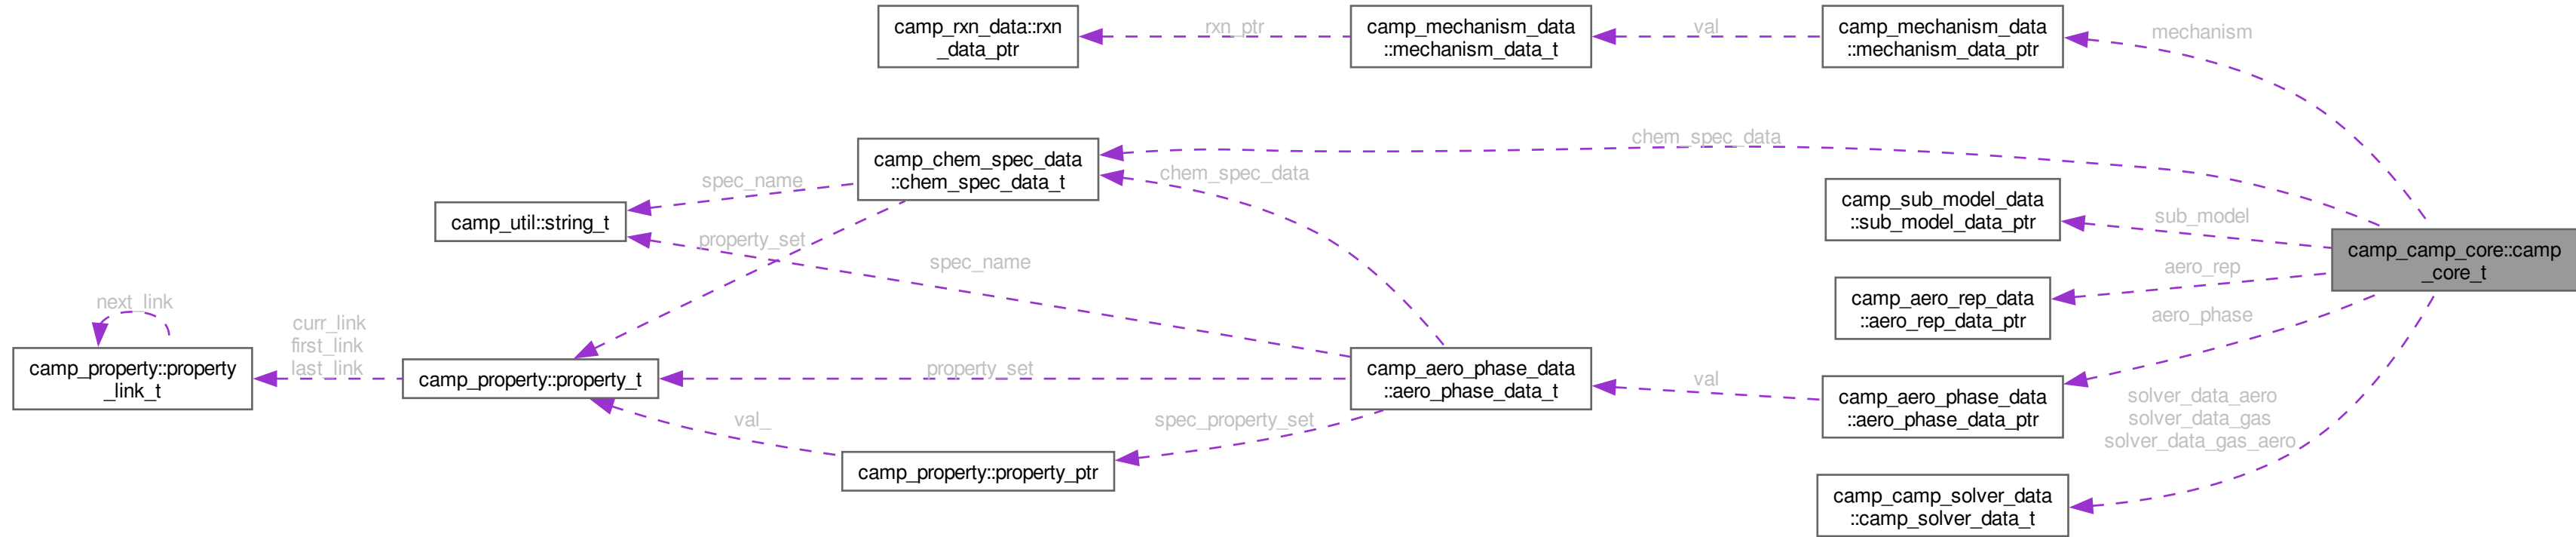 camp_rxn_data::rxn
_data_ptr
rxn_ptr
camp_mechanism_data
::mechanism_data_t
val
camp_mechanism_data
::mechanism_data_ptr
mechanism
chem_spec_data
camp_chem_spec_data
::chem_spec_data_t
chem_spec_data
spec_name
camp_util::string_t
property_set
spec_name
camp_sub_model_data
::sub_model_data_ptr
sub_model
camp_camp_core::camp
_core_t
aero_rep
camp_aero_rep_data
::aero_rep_data_ptr
aero_phase
next_link
camp_property::property
_link_t
curr_link
first_link
last_link
camp_property::property_t
property_set
camp_aero_phase_data
::aero_phase_data_t
val
camp_aero_phase_data
::aero_phase_data_ptr
solver_data_aero
solver_data_gas
solver_data_gas_aero
val_
spec_property_set
camp_property::property_ptr
camp_camp_solver_data
::camp_solver_data_t